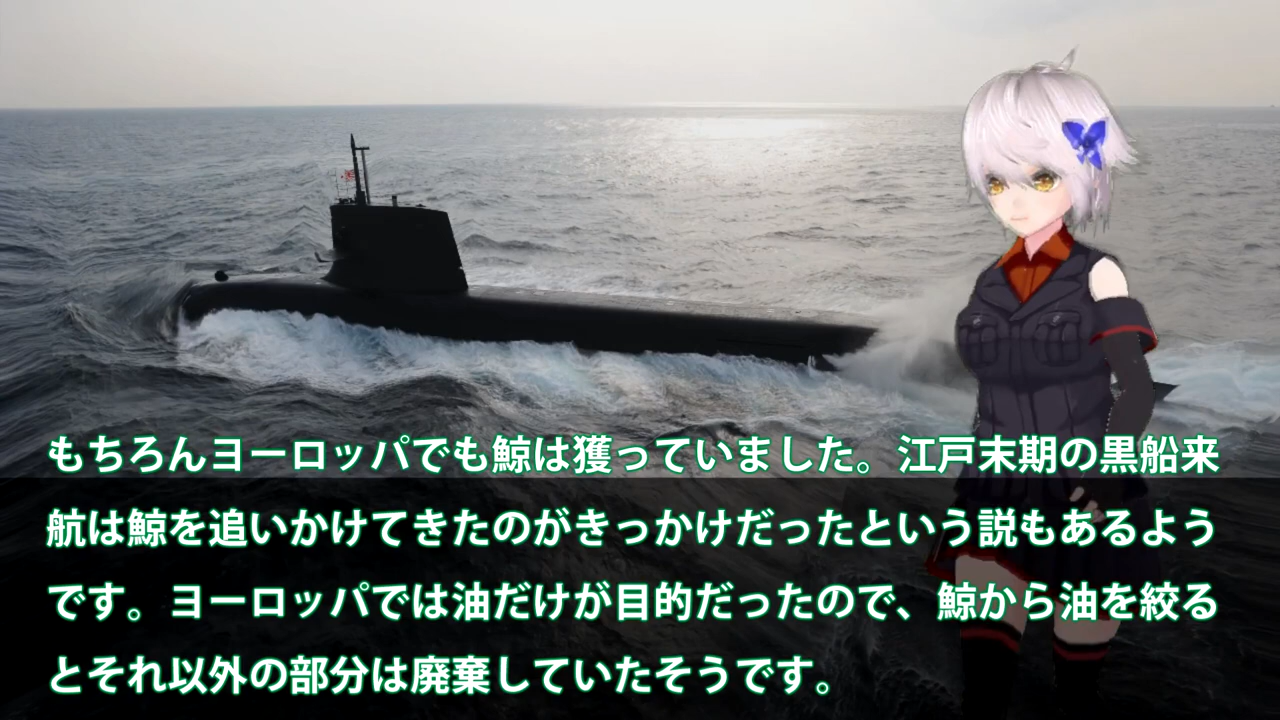 もちろんヨーロッパでも鯨は獲っていました。江戸末期の黒船来
航は鯨を追いかけてきたのがきっかけだったという説もあるよう
です。ヨーロッパでは油だけが目的だったので、鯨から油を絞る
とそれ以外の部分は廃棄していたそうです。